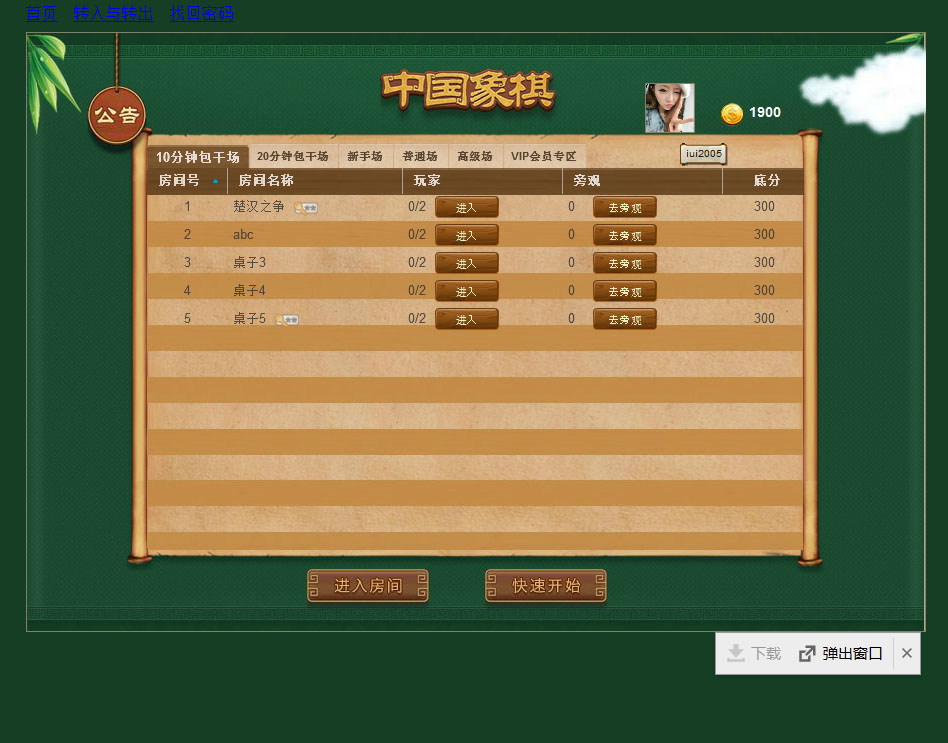 首页 转入与转出 找回密码
中国象棋
公告
1900
10分钟包干场 20分钟包干场 新手场 普通场 高级场 VIP会员专区
iui2005
房间号 房间名称 玩家 旁观 底分
1 楚汉之争 0/2 进入 0 去旁观 300
2 abc 0/2 进入 0 去旁观 300
3 桌子3 0/2 进入 0 去旁观 300
4 桌子4 0/2 进入 0 去旁观 300
5 桌子5 0/2 进入 0 去旁观 300
进入房间 快速开始
下载 弹出窗口 ×